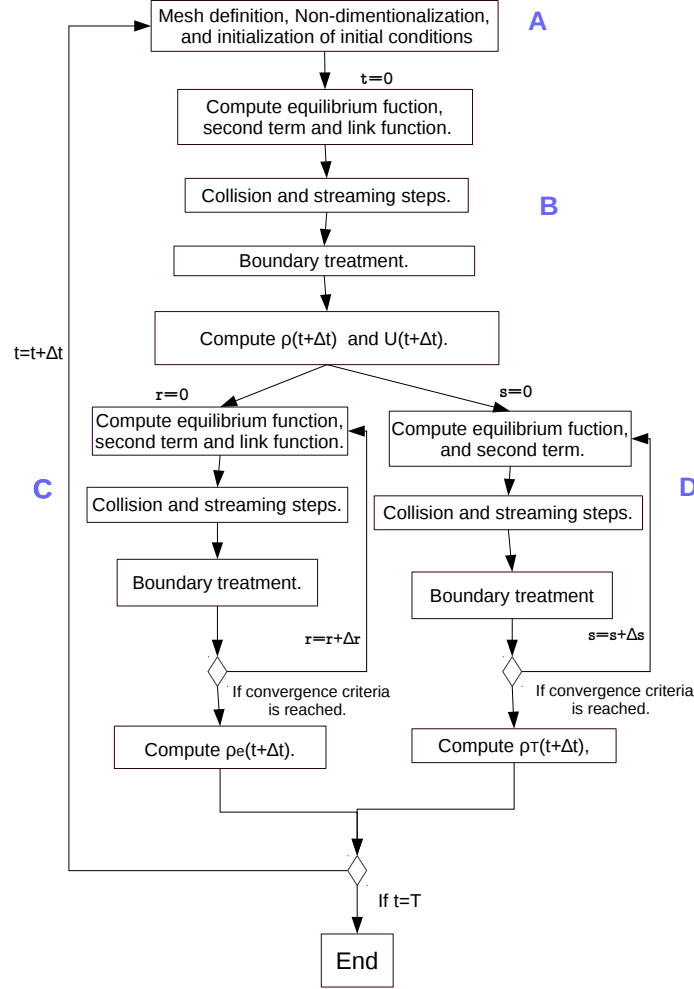 Mesh definition, Non-dimentionalization,
and initialization of initial conditions
A
t=0
Compute equilibrium fuction,
second term and link function.
Collision and streaming steps.
B
Boundary treatment.
Compute ρ(t+Δt) and U(t+Δt).
t=t+Δt
r=0
s=0
Compute equilibrium function,
second term and link function.
Compute equilibrium fuction,
and second term.
C
D
Collision and streaming steps.
Collision and streaming steps.
Boundary treatment.
Boundary treatment
r=r+Δr
s=s+Δs
If convergence criteria
is reached.
If convergence criteria
is reached.
Compute ρe(t+Δt).
Compute ρT(t+Δt),
If t=T
End